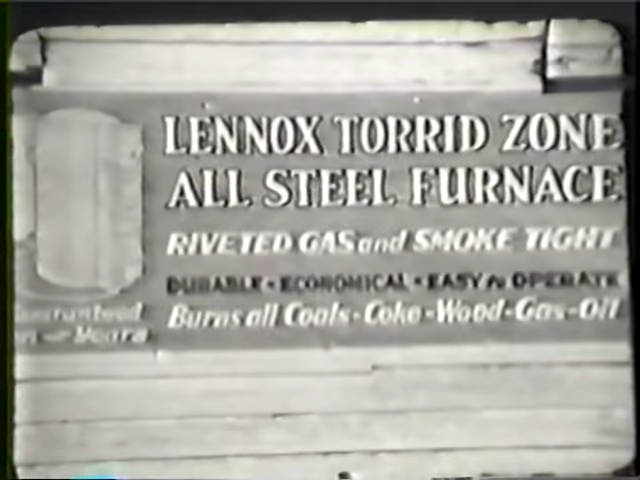 LENNOX TORRID ZONE
ALL STEEL FURNACE
RIVETED GAS and SMOKE TIGHT
DURABLE - ECONOMICAL - EASY to OPERATE
Burns all Coals - Coke - Wood - Gas - Oil
Guaranteed
Years